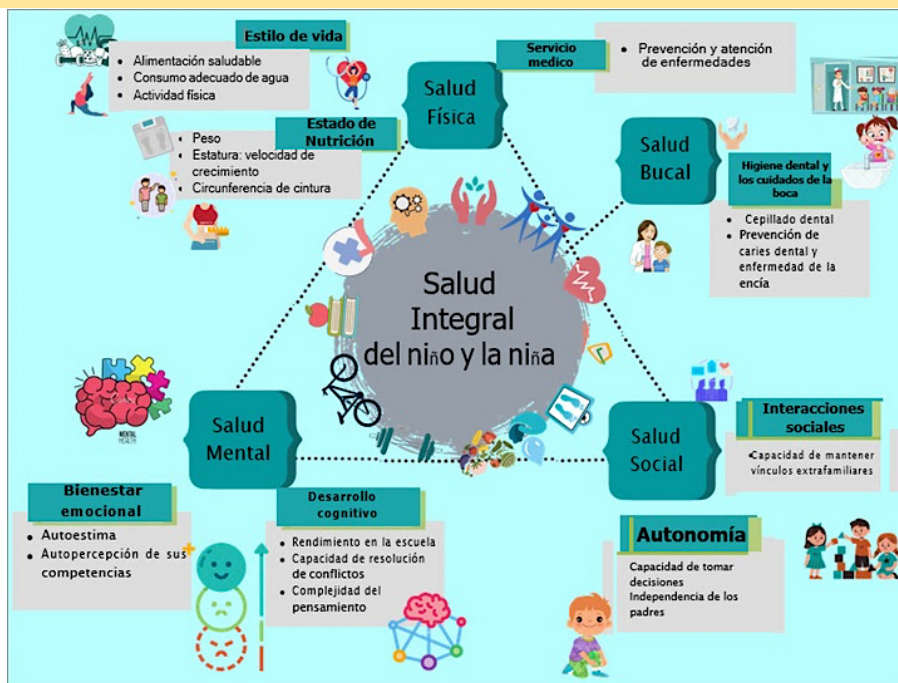 Estilo de vida
• Alimentación saludable
• Consumo adecuado de agua
• Actividad física
Estado de
Nutrición
• Peso
• Estatura: velocidad de
crecimiento
• Circunferencia de cintura
Salud
Física
Servicio
medico
• Prevención y atención
de enfermedades
Salud
Bucal
Higiene dental y
los cuídados de la
boca
• Cepillado dental
• Prevención de
caries dental y
enfermedad de la
encía
Salud
Integral
del niño y la niña
Salud
Mental
MENTAL
HEALTH
Bienestar
emocional
• Autoestima
• Autopercepción de sus
competencias
Desarrollo
cognitivo
• Rendimiento en la escuela
• Capacidad de resolución
de conflictos
• Complejidad del
pensamiento
Salud
Social
Interacciones
sociales
•Capacidad de mantener
vínculos extrafamiliares
Autonomía
Capacidad de tomar
decisiones
Independencia de los
padres